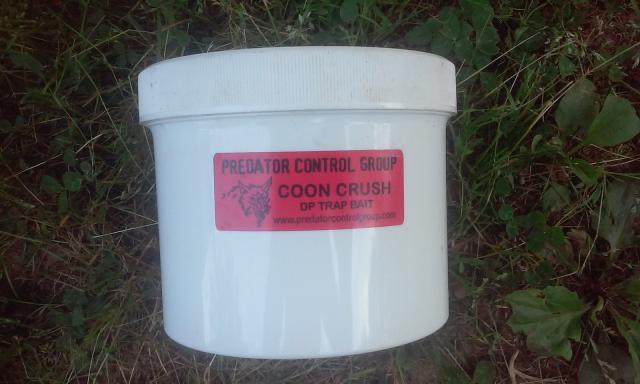 PREDATOR CONTROL GROUP
COON CRUSH
DP TRAP BAIT
www.predatorcontrolgroup.com